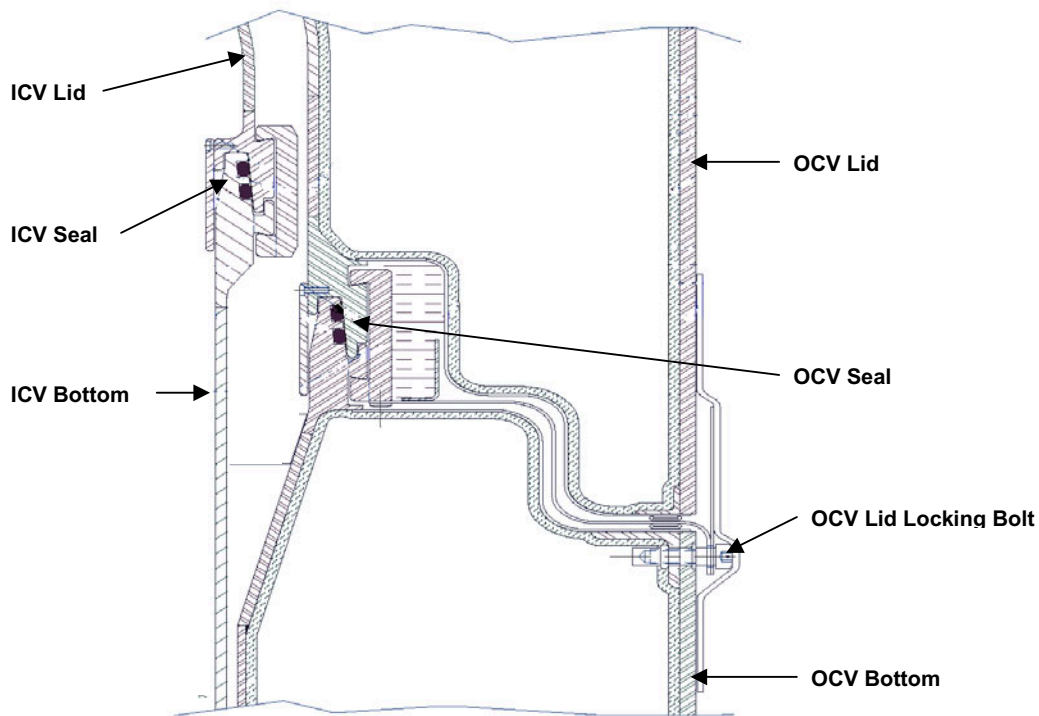 ICV Lid
OCV Lid
ICV Seal
OCV Seal
ICV Bottom
OCV Lid Locking Bolt
OCV Bottom